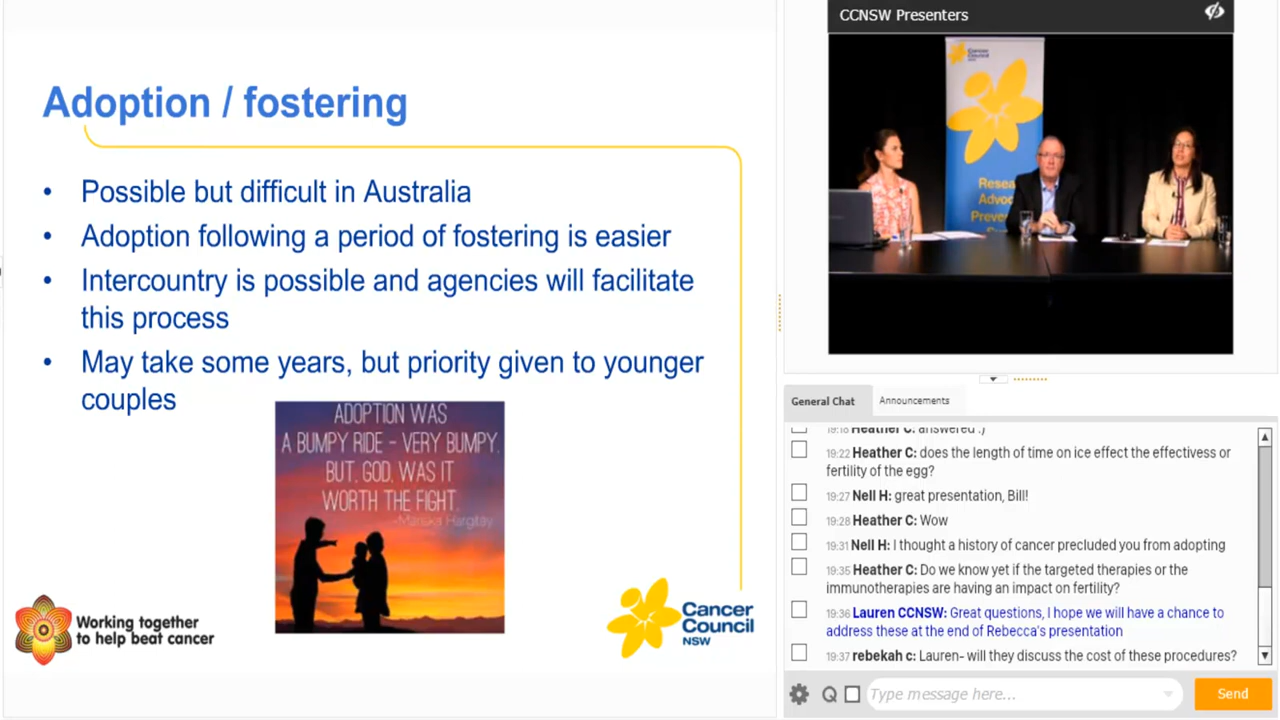 Adoption / fostering
• Possible but difficult in Australia
• Adoption following a period of fostering is easier
• Intercountry is possible and agencies will facilitate
this process
• May take some years, but priority given to younger
couples
ADOPTION WAS
A BUMPY RIDE - VERY BUMPY.
BUT, GOD, WAS IT
WORTH THE FIGHT.
-Mariska Hargitay
Working together
to help beat cancer
Cancer
Council
NSW
CCNSW Presenters
Cancer
Council
General Chat
Announcements
19:18 Heather C: answered :)
19:22 Heather C: does the length of time on ice effect the effectivess or
fertility of the egg?
19:27 Nell H: great presentation, Bill!
19:28 Heather C: Wow
19:31 Nell H: I thought a history of cancer precluded you from adopting
19:35 Heather C: Do we know yet if the targeted therapies or the
immunotherapies are having an impact on fertility?
19:36 Lauren CCNSW: Great questions, I hope we will have a chance to
address these at the end of Rebecca's presentation
19:37 rebekah c: Lauren- will they discuss the cost of these procedures?
Type message here...
Send